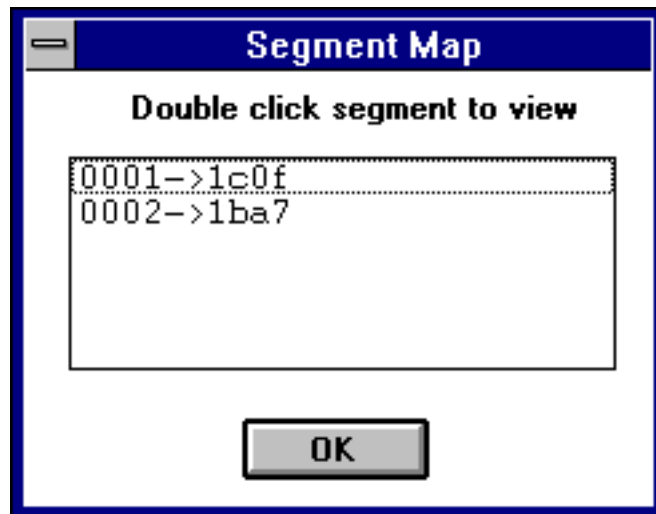 Segment Map
Double click segment to view
0001->1c0f
0002->1ba7
OK